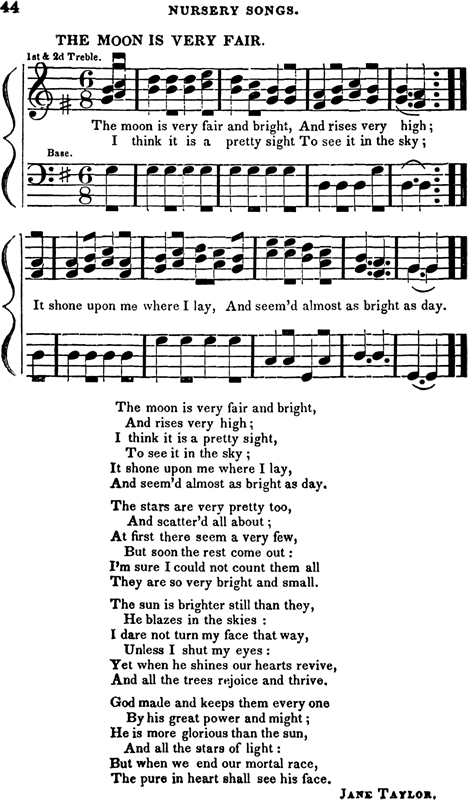 44
NURSERY SONGS.
THE MOON IS VERY FAIR.
1st & 2d Treble.
6
8
The moon is very fair and bright, And rises very high;
I think it is a pretty sight To see it in the sky;
Base.
6
8
It shone upon me where I lay, And seem'd almost as bright as day.
The moon is very fair and bright,
And rises very high;
I think it is a pretty sight,
To see it in the sky;
It shone upon me where I lay,
And seem'd almost as bright as day.
The stars are very pretty too,
And scatter'd all about;
At first there seem a very few,
But soon the rest come out:
I'm sure I could not count them all
They are so very bright and small.
The sun is brighter still than they,
He blazes in the skies:
I dare not turn my face that way,
Unless I shut my eyes:
Yet when he shines our hearts revive,
And all the trees rejoice and thrive.
God made and keeps them every one
By his great power and might;
He is more glorious than the sun,
And all the stars of light:
But when we end our mortal race,
The pure in heart shall see his face.
JANE TAYLOR.